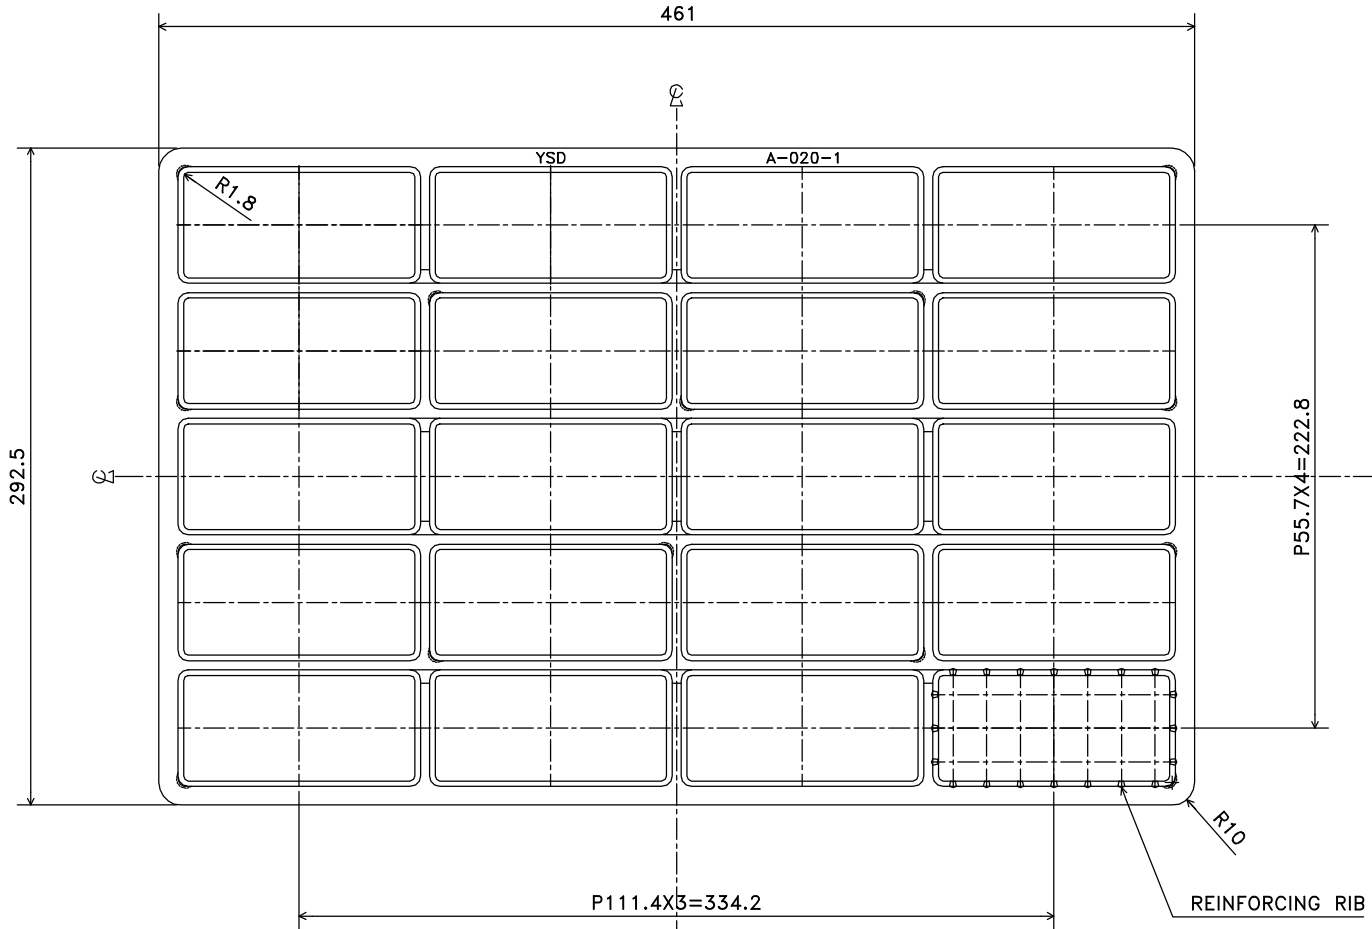 461
℄
YSD
A-020-1
R1.8
292.5
℄
P55.7X4=222.8
R10
P111.4X3=334.2
REINFORCING RIB